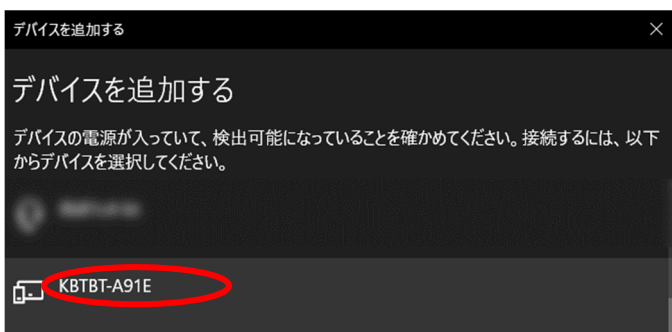 デバイスを追加する
デバイスを追加する
デバイスの電源が入っていて、検出可能になっていることを確かめてください。接続するには、以下
からデバイスを選択してください。
KBTBT-A91E